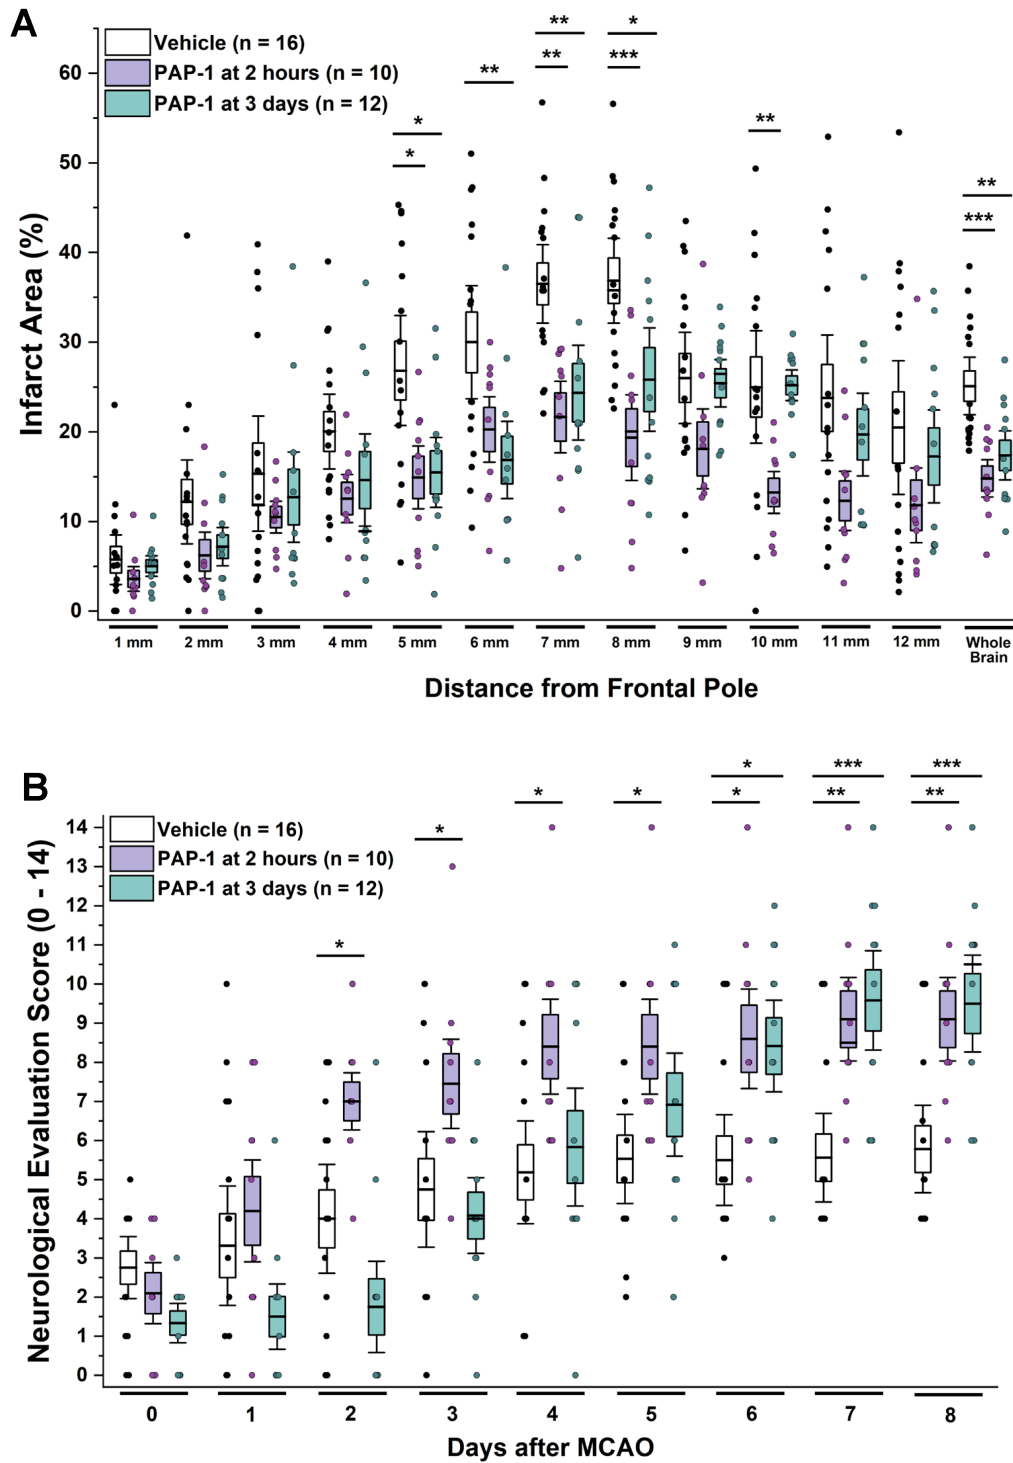 A
Vehicle (n = 16)
PAP-1 at 2 hours (n = 10)
PAP-1 at 3 days (n = 12)
Infarct Area (%)
60
50
40
30
20
10
0
* *
** ** ** *** * ** ** ***
1 mm 2 mm 3 mm 4 mm 5 mm 6 mm 7 mm 8 mm 9 mm 10 mm 11 mm 12 mm Whole
Brain
Distance from Frontal Pole
B
Vehicle (n = 16)
PAP-1 at 2 hours (n = 10)
PAP-1 at 3 days (n = 12)
Neurological Evaluation Score (0 - 14)
14
13
12
11
10
9
8
7
6
5
4
3
2
1
0
* * * * * * *** ** *** **
0 1 2 3 4 5 6 7 8
Days after MCAO